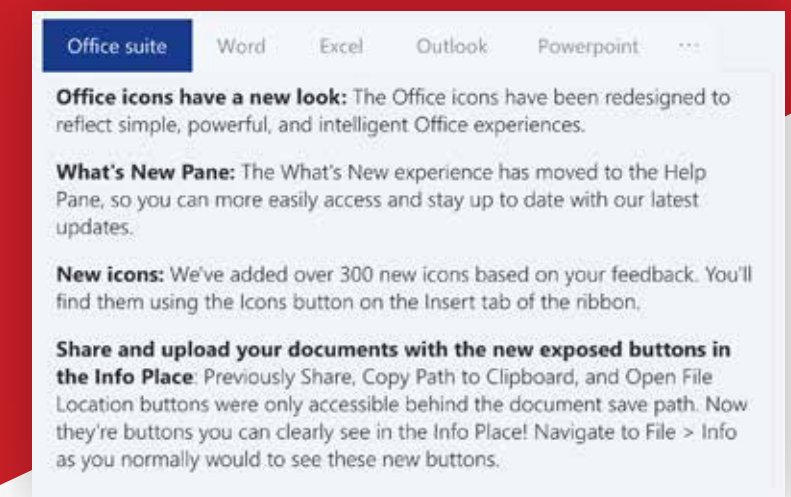 Office suite Word Excel Outlook Powerpoint ...
Office icons have a new look: The Office icons have been redesigned to
reflect simple, powerful, and intelligent Office experiences.
What's New Pane: The What's New experience has moved to the Help
Pane, so you can more easily access and stay up to date with our latest
updates.
New icons: We've added over 300 new icons based on your feedback. You'll
find them using the Icons button on the Insert tab of the ribbon.
Share and upload your documents with the new exposed buttons in
the Info Place: Previously Share, Copy Path to Clipboard, and Open File
Location buttons were only accessible behind the document save path. Now
they're buttons you can clearly see in the Info Place! Navigate to File > Info
as you normally would to see these new buttons.